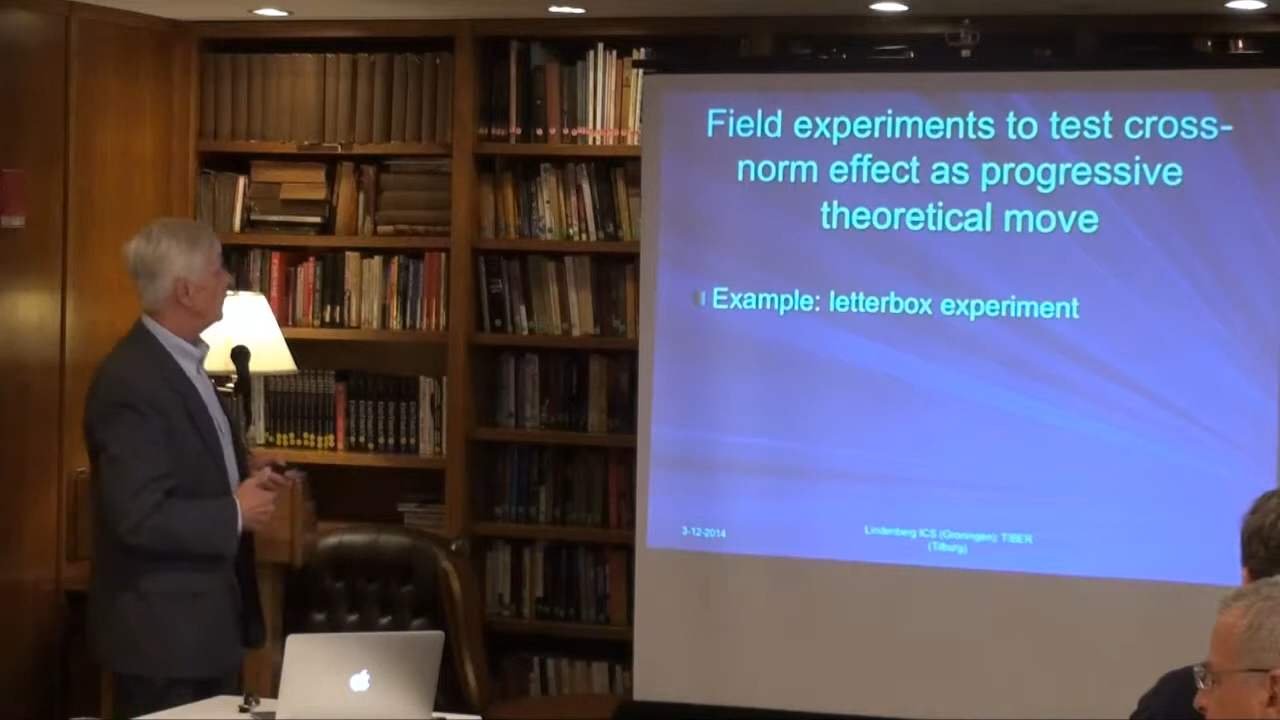 Field experiments to test cross-
norm effect as progressive
theoretical move
Example: letterbox experiment
3-12-2014
Lindenberg ICS (Groningen); TIBER
(Tilburg)